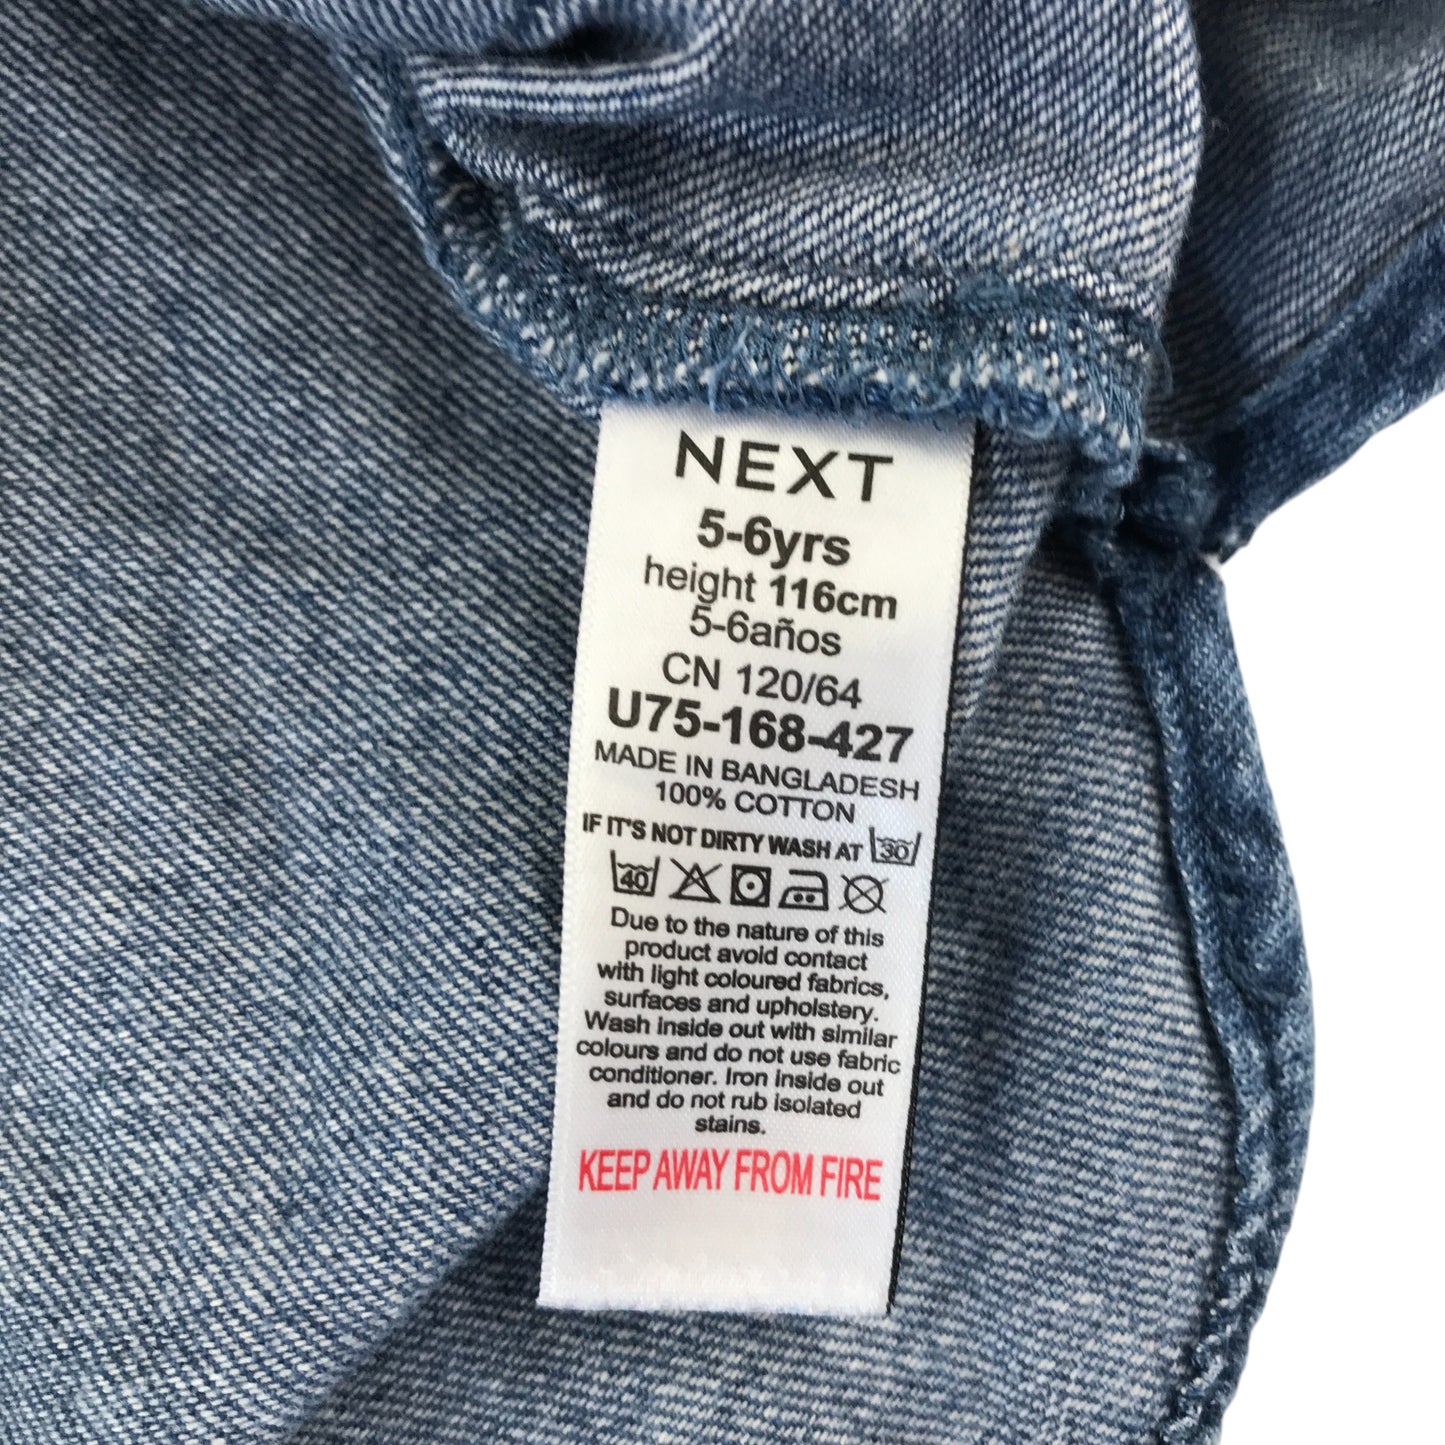 NEXT
5-6yrs
height 116cm
5-6años
CN 120/64
U75-168-427
MADE IN BANGLADESH
100% COTTON
IF IT'S NOT DIRTY WASH AT 30
40
Due to the nature of this
product avoid contact
with light coloured fabrics,
surfaces and upholstery.
Wash inside out with similar
colours and do not use fabric
conditioner. Iron inside out
and do not rub isolated
stains.
KEEP AWAY FROM FIRE